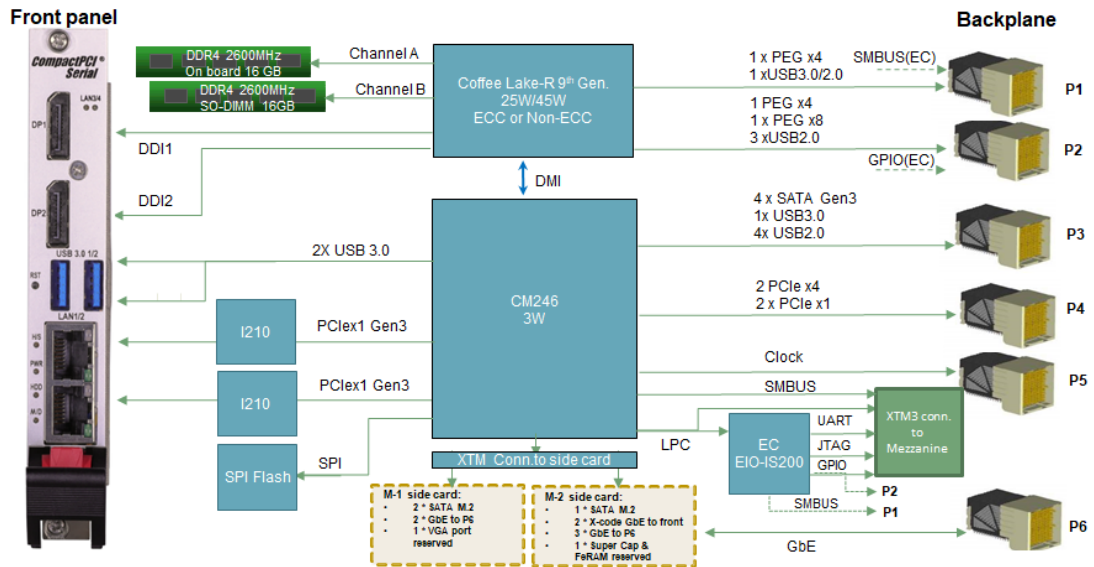 Front panel
Backplane
CompactPCI ®
Serial
LAN3/4
DP1
DP2
USB 3.0 1/2
RST
LAN1/2
H/S
PWR
HDD
M/D
DDR4 2600MHz
On board 16 GB
DDR4 2600MHz
SO-DIMM 16GB
Channel A
Channel B
DDI1
DDI2
Coffee Lake-R 9th Gen.
25W/45W
ECC or Non-ECC
DMI
1 x PEG x4
1 xUSB3.0/2.0
SMBUS(EC)
P1
1 PEG x4
1 x PEG x8
3 xUSB2.0
GPIO(EC)
P2
CM246
3W
2X USB 3.0
4 x SATA Gen3
1x USB3.0
4x USB2.0
P3
2 PCIe x4
2 x PCIe x1
P4
I210
PCIex1 Gen3
I210
PCIex1 Gen3
Clock
P5
SMBUS
SPI Flash
SPI
LPC
EC
EIO-IS200
UART
JTAG
GPIO
SMBUS
P2
P1
XTM3 conn.
to
Mezzanine
XTM Conn.to side card
M-1 side card:
• 2 * SATA M.2
• 2 * GbE to P6
• 1 * VGA port
reserved
M-2 side card:
• 1 * SATA M.2
• 2 * X-code GbE to front
• 3 * GbE to P6
• 1 * Super Cap &
FeRAM reserved
GbE
P6